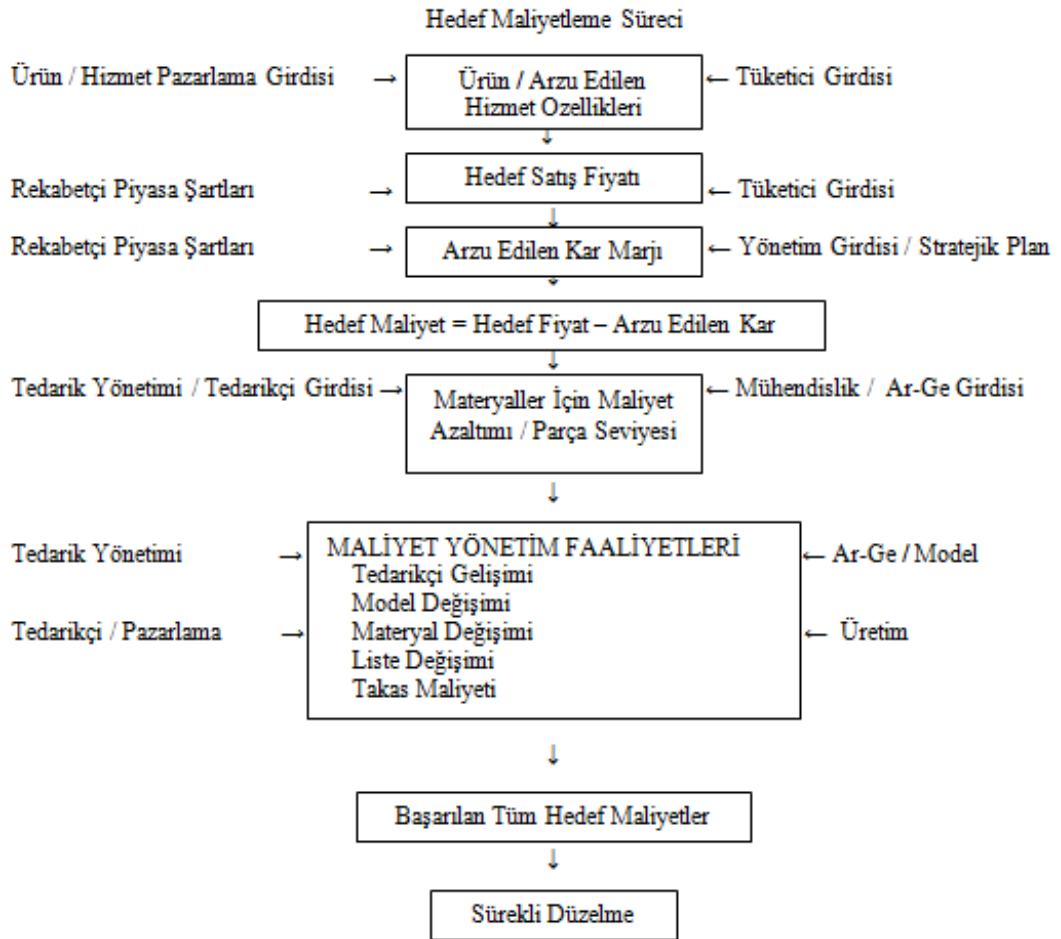 Hedef Maliyetleme Süreci
Ürün / Hizmet Pazarlama Girdisi → Ürün / Arzu Edilen ← Tüketici Girdisi
Hizmet Ozellikleri
↓
Rekabetçi Piyasa Şartları → Hedef Satış Fiyatı ← Tüketici Girdisi
↓
Rekabetçi Piyasa Şartları → Arzu Edilen Kar Marjı ← Yönetim Girdisi / Stratejik Plan
↓
Hedef Maliyet = Hedef Fiyat – Arzu Edilen Kar
↓
Tedarik Yönetimi / Tedarikçi Girdisi → Materyaller İçin Maliyet ← Mühendislik / Ar-Ge Girdisi
Azaltımı / Parça Seviyesi
↓
Tedarik Yönetimi → MALİYET YÖNETİM FAALİYETLERİ ← Ar-Ge / Model
Tedarikçi Gelişimi
Model Değişimi
Tedarikçi / Pazarlama → Materyal Değişimi ← Üretim
Liste Değişimi
Takas Maliyeti
↓
Başarılan Tüm Hedef Maliyetler
↓
Sürekli Düzelme